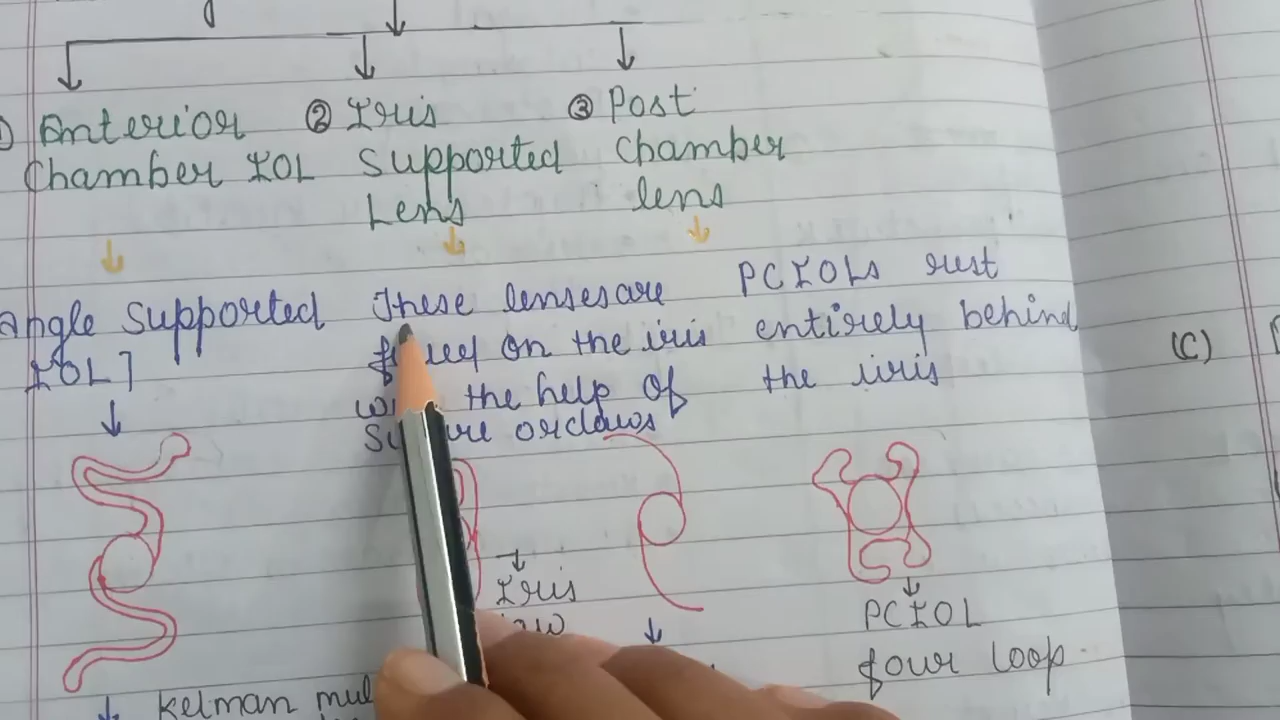 ① Anterior ② Iris ③ Post
Chamber IOL Supported Chamber
Lens lens
Angle Supported These lenses are PCIOLs rest
IOL] on the iris entirely behind
the help of the iris
or claws
(C)
Iris
PCIOL
four loop
Kelman